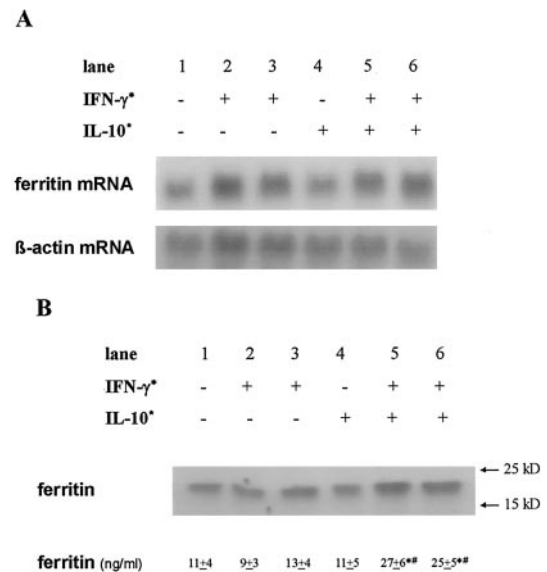 A
lane 1 2 3 4 5 6
IFN-γ* - + + - + +
IL-10* - - - + + +
ferritin mRNA
ß-actin mRNA
B
lane 1 2 3 4 5 6
IFN-γ* - + + - + +
IL-10* - - - + + +
← 25 kD
ferritin
← 15 kD
ferritin (ng/ml) 11±4 9±3 13±4 11±5 27±6*# 25±5*#